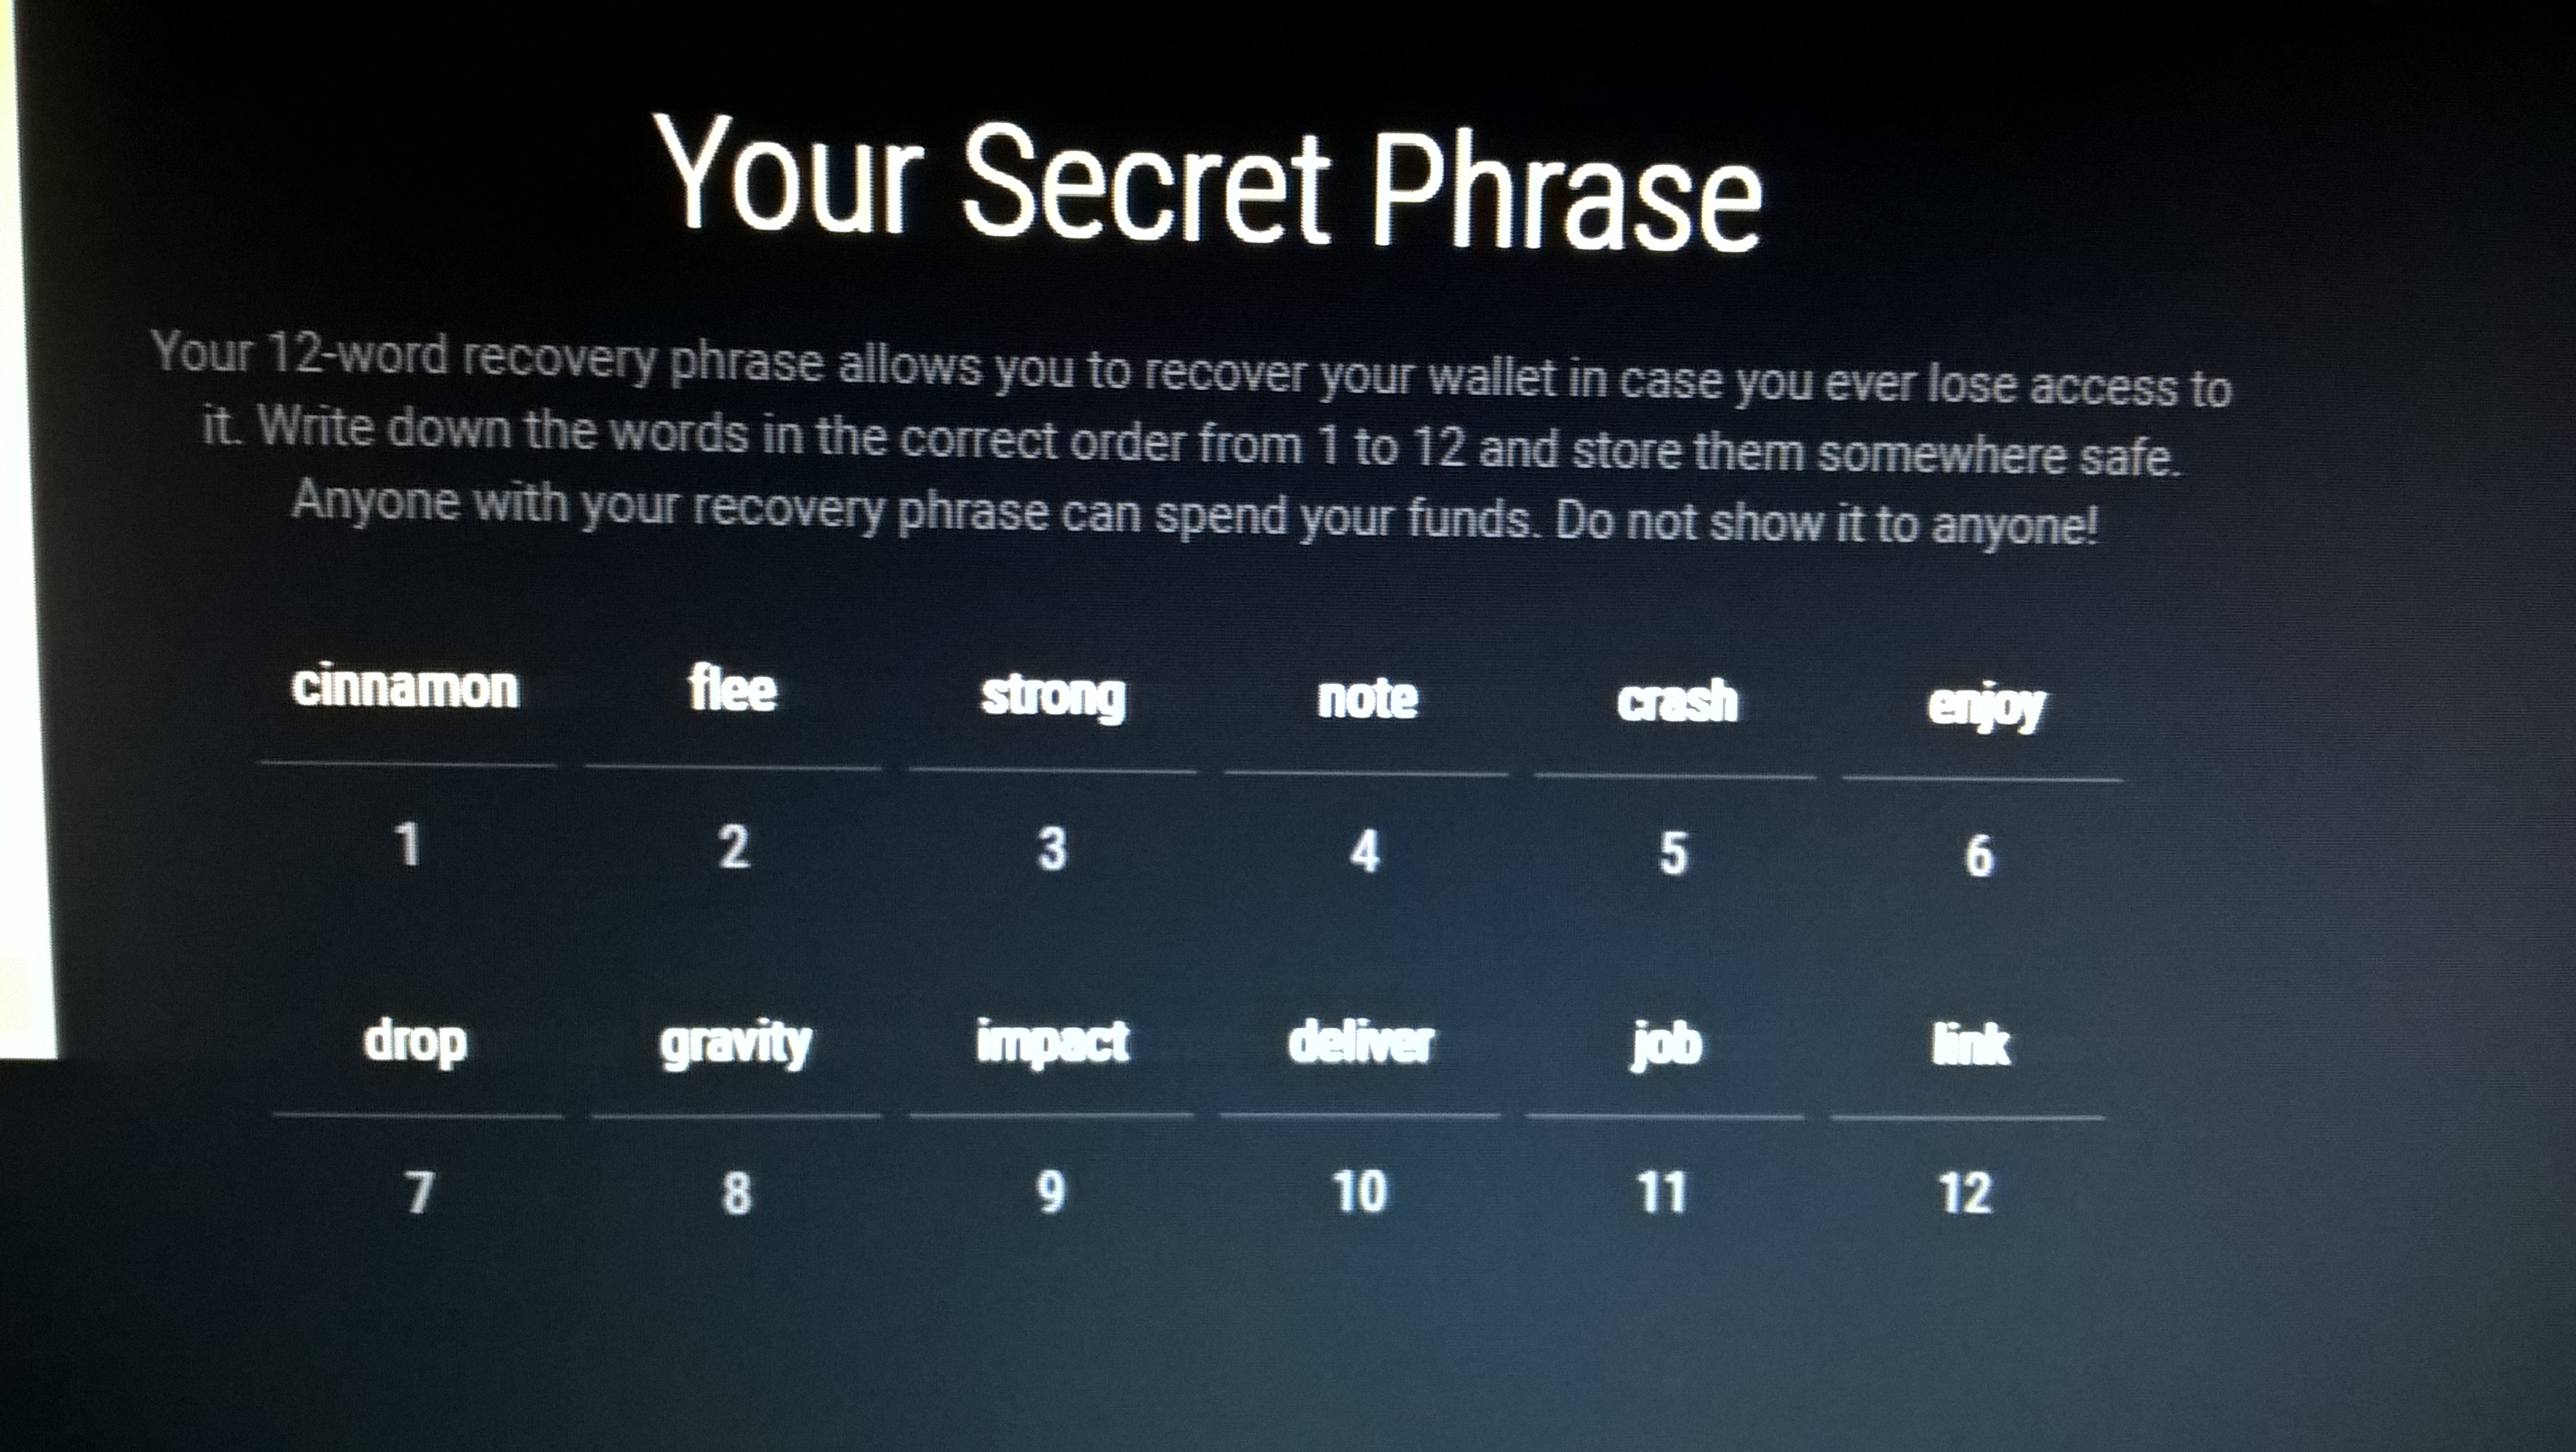 Your Secret Phrase
Your 12-word recovery phrase allows you to recover your wallet in case you ever lose access to
it. Write down the words in the correct order from 1 to 12 and store them somewhere safe.
Anyone with your recovery phrase can spend your funds. Do not show it to anyone!
cinnamon flee strong note crash enjoy
1 2 3 4 5 6
drop gravity impact deliver job link
7 8 9 10 11 12